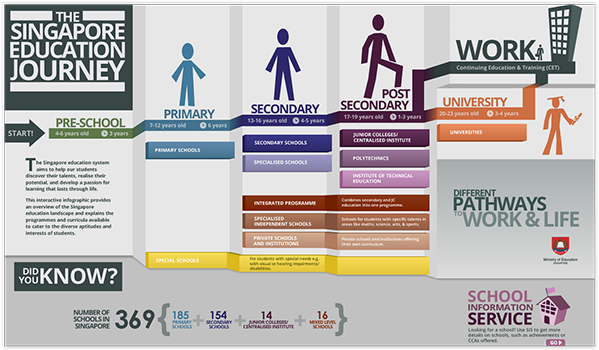 THE
SINGAPORE
EDUCATION
JOURNEY
START!
PRE-SCHOOL
4-6 years old 3 years
PRIMARY
7-12 years old 6 years
SECONDARY
13-16 years old 4-5 years
POST
SECONDARY
17-19 years old 1-3 years
WORK
Continuing Education & Training (CET)
UNIVERSITY
20-23 years old 3-4 years
The Singapore education system
aims to help our students
discover their talents, realise their
potential, and develop a passion for
learning that lasts through life.
This interactive infographic provides
an overview of the Singapore
education landscape and explains the
programmes and curricula available
to cater to the diverse aptitudes and
interests of students.
PRIMARY SCHOOLS
SECONDARY SCHOOLS
SPECIALISED SCHOOLS
JUNIOR COLLEGES/
CENTRALISED INSTITUTE
POLYTECHNICS
INSTITUTE OF TECHNICAL
EDUCATION
UNIVERSITIES
INTEGRATED PROGRAMME
Combines secondary and JC
education into one programme.
SPECIALISED
INDEPENDENT SCHOOLS
Schools for students with specific talents in
areas like maths, science, arts, & sports.
PRIVATE SCHOOLS
AND INSTITUTIONS
Private schools and institutions offering
their own curriculum.
SPECIAL SCHOOLS
For students with special needs e.g.
with visual or hearing impairments/
disabilities.
DIFFERENT
PATHWAYS
TO WORK & LIFE
Ministry of Education
SINGAPORE
DID
YOU KNOW?
NUMBER OF
SCHOOLS IN
SINGAPORE
369 { 185 PRIMARY SCHOOLS + 154 SECONDARY SCHOOLS + 14 JUNIOR COLLEGES/ CENTRALISED INSTITUTE + 16 MIXED LEVEL SCHOOLS }
SCHOOL
INFORMATION
SERVICE
Looking for a school? Use SIS to get more
details on schools, such as achievements or
CCAs offered.
GO